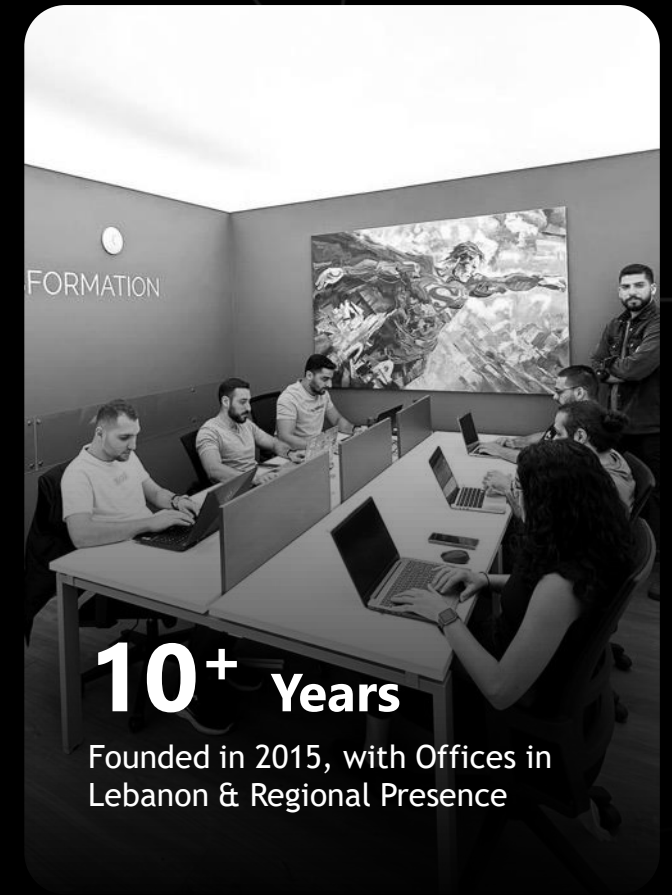 FORMATION
10+ Years
Founded in 2015, with Offices in
Lebanon & Regional Presence